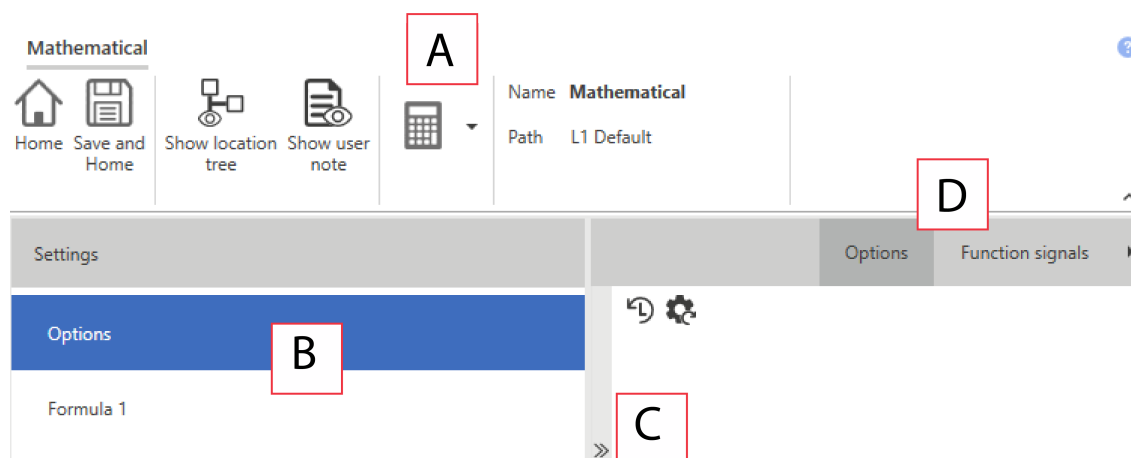 A
Mathematical
?
Name Mathematical
Home Save and Home
Show location tree
Show user note
Path L1 Default
D
Settings
Options Function signals
Options
B
Formula 1
C